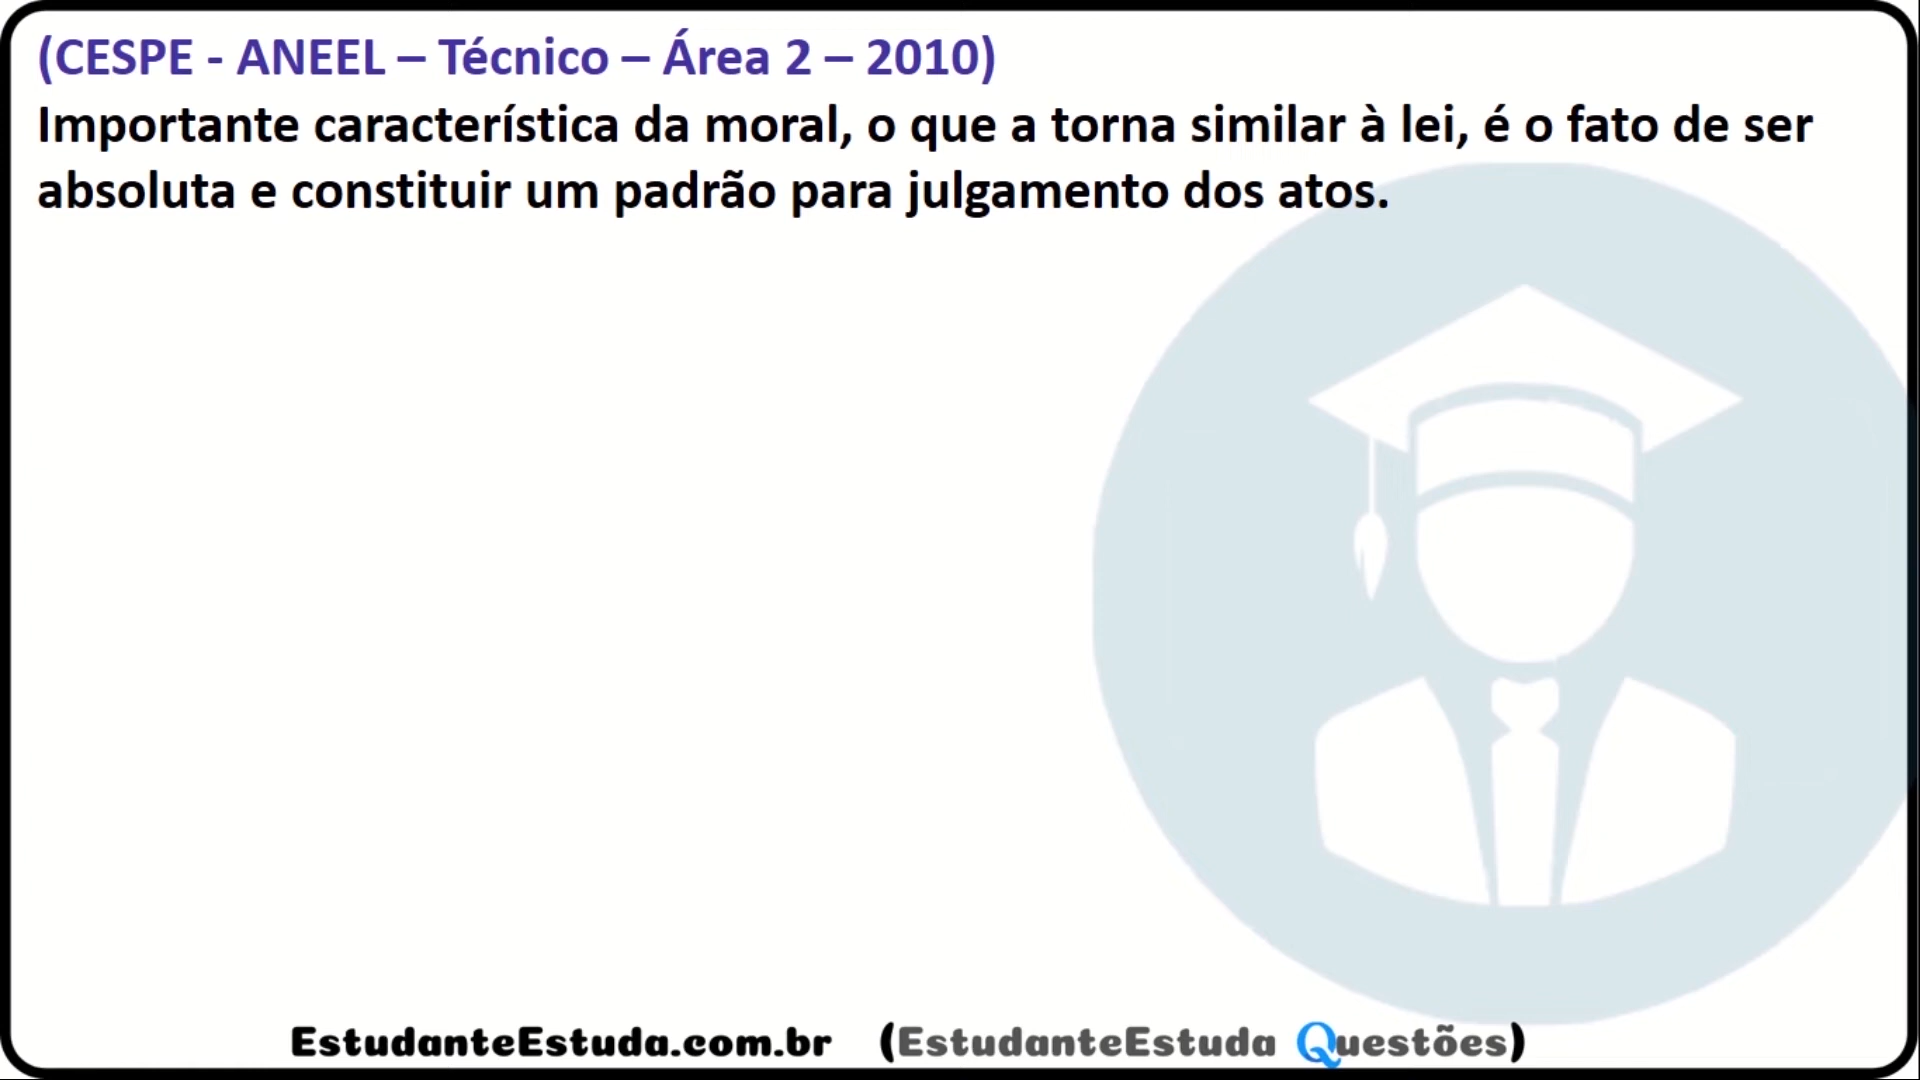 (CESPE - ANEEL – Técnico – Área 2 – 2010)
Importante característica da moral, o que a torna similar à lei, é o fato de ser
absoluta e constituir um padrão para julgamento dos atos.
EstudanteEstuda.com.br (EstudanteEstuda Questões)